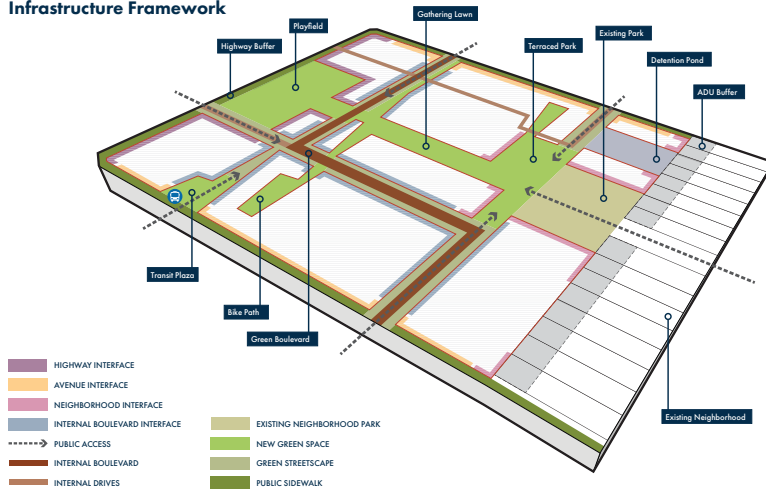 Infrastructure Framework
Gathering Lawn
Playfield
Existing Park
Highway Buffer
Terraced Park
Detention Pond
ADU Buffer
Transit Plaza
Bike Path
Green Boulevard
Existing Neighborhood
HIGHWAY INTERFACE
AVENUE INTERFACE
NEIGHBORHOOD INTERFACE
INTERNAL BOULEVARD INTERFACE
PUBLIC ACCESS
INTERNAL BOULEVARD
INTERNAL DRIVES
EXISTING NEIGHBORHOOD PARK
NEW GREEN SPACE
GREEN STREETSCAPE
PUBLIC SIDEWALK